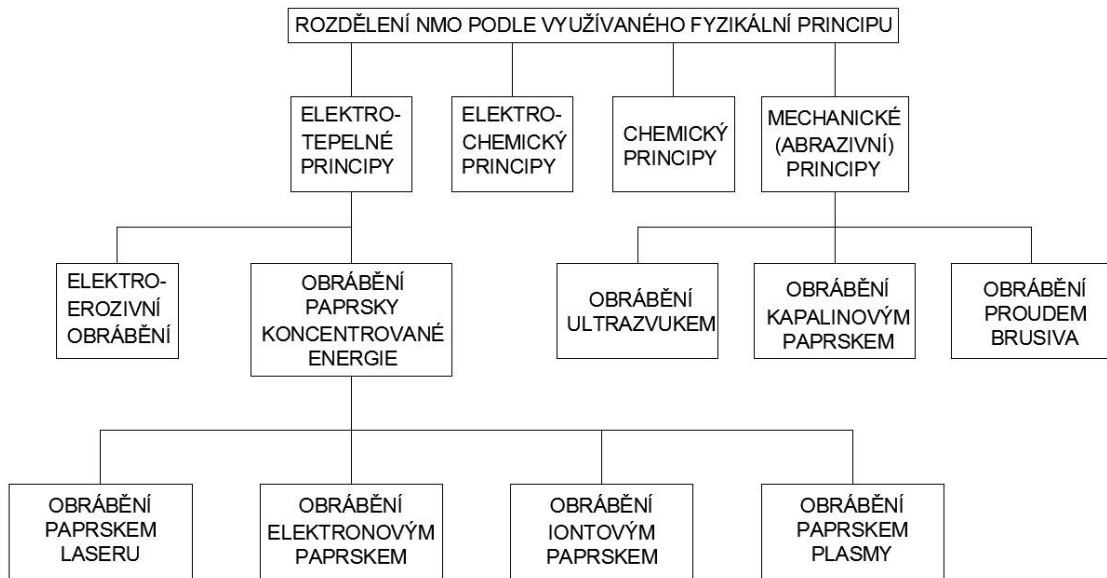 ROZDĚLENÍ NMO PODLE VYUŽÍVANÉHO FYZIKÁLNÍ PRINCIPU
ELEKTRO-
TEPELNÉ
PRINCIPY
ELEKTRO-
CHEMICKÝ
PRINCIPY
CHEMICKÝ
PRINCIPY
MECHANICKÉ
(ABRAZIVNÍ)
PRINCIPY
ELEKTRO-
EROZIVNÍ
OBRÁBĚNÍ
OBRÁBĚNÍ
PAPRSKY
KONCENTROVANÉ
ENERGIE
OBRÁBĚNÍ
ULTRAZVUKEM
OBRÁBĚNÍ
KAPALINOVÝM
PAPRSKEM
OBRÁBĚNÍ
PROUDEM
BRUSIVA
OBRÁBĚNÍ
PAPRSKEM
LASERU
OBRÁBĚNÍ
ELEKTRONOVÝM
PAPRSKEM
OBRÁBĚNÍ
IONTOVÝM
PAPRSKEM
OBRÁBĚNÍ
PAPRSKEM
PLASMY